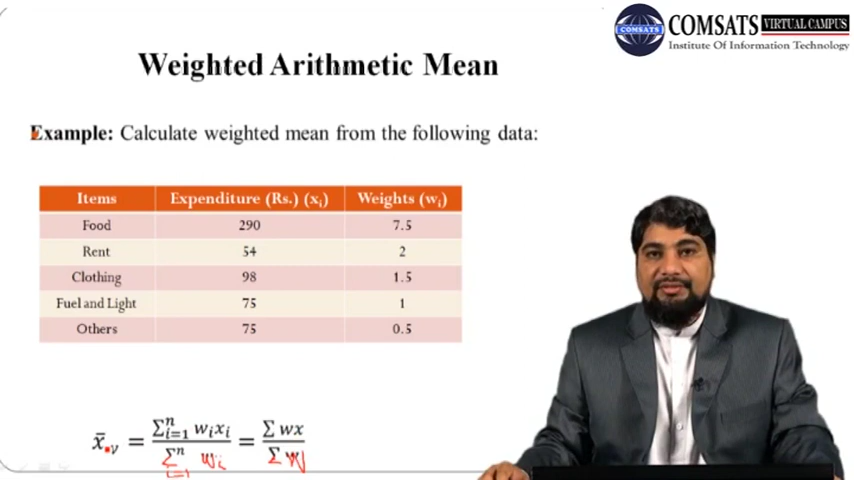 COMSATS
COMSATS VIRTUAL CAMPUS
Institute Of Information Technology
Weighted Arithmetic Mean
Example: Calculate weighted mean from the following data:
Items Expenditure (Rs.) (xᵢ) Weights (wᵢ)
Food 290 7.5
Rent 54 2
Clothing 98 1.5
Fuel and Light 75 1
Others 75 0.5
x̄ᵥ = Σⁿᵢ₌₁ wᵢxᵢ / Σⁿᵢ₌₁ wᵢ = Σ wx / Σ w